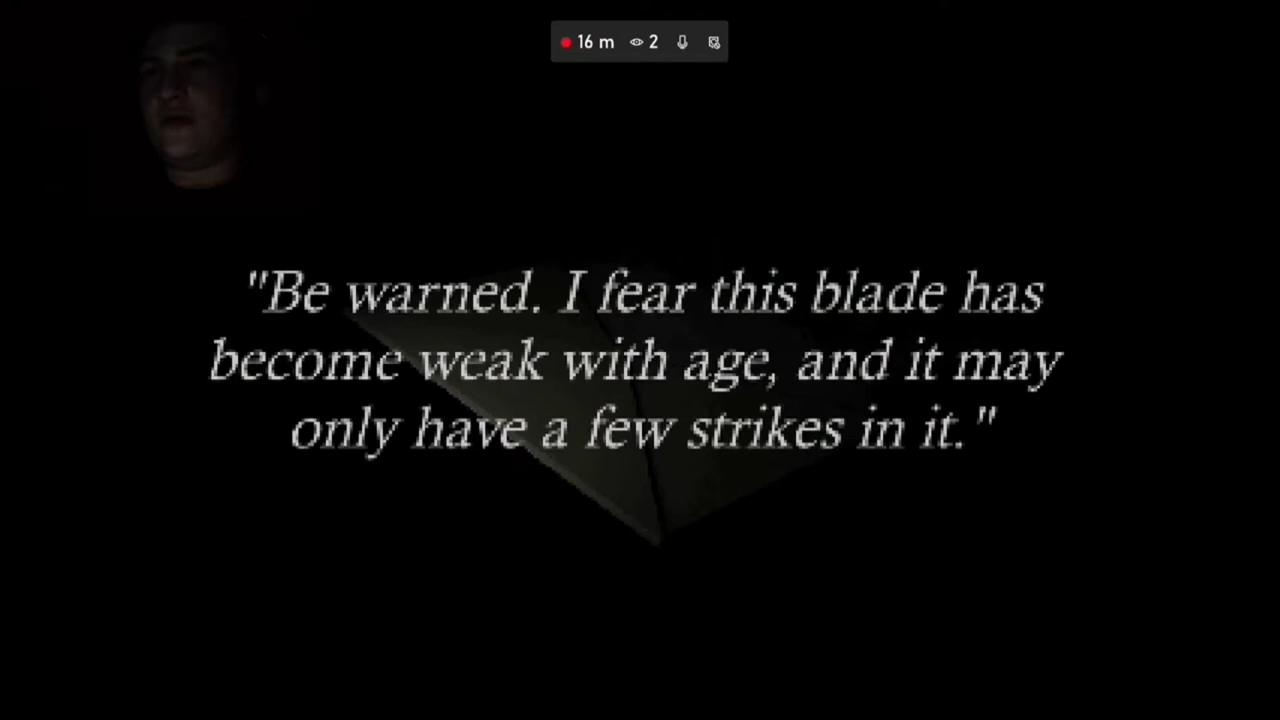 16 m 2
"Be warned. I fear this blade has
become weak with age, and it may
only have a few strikes in it."